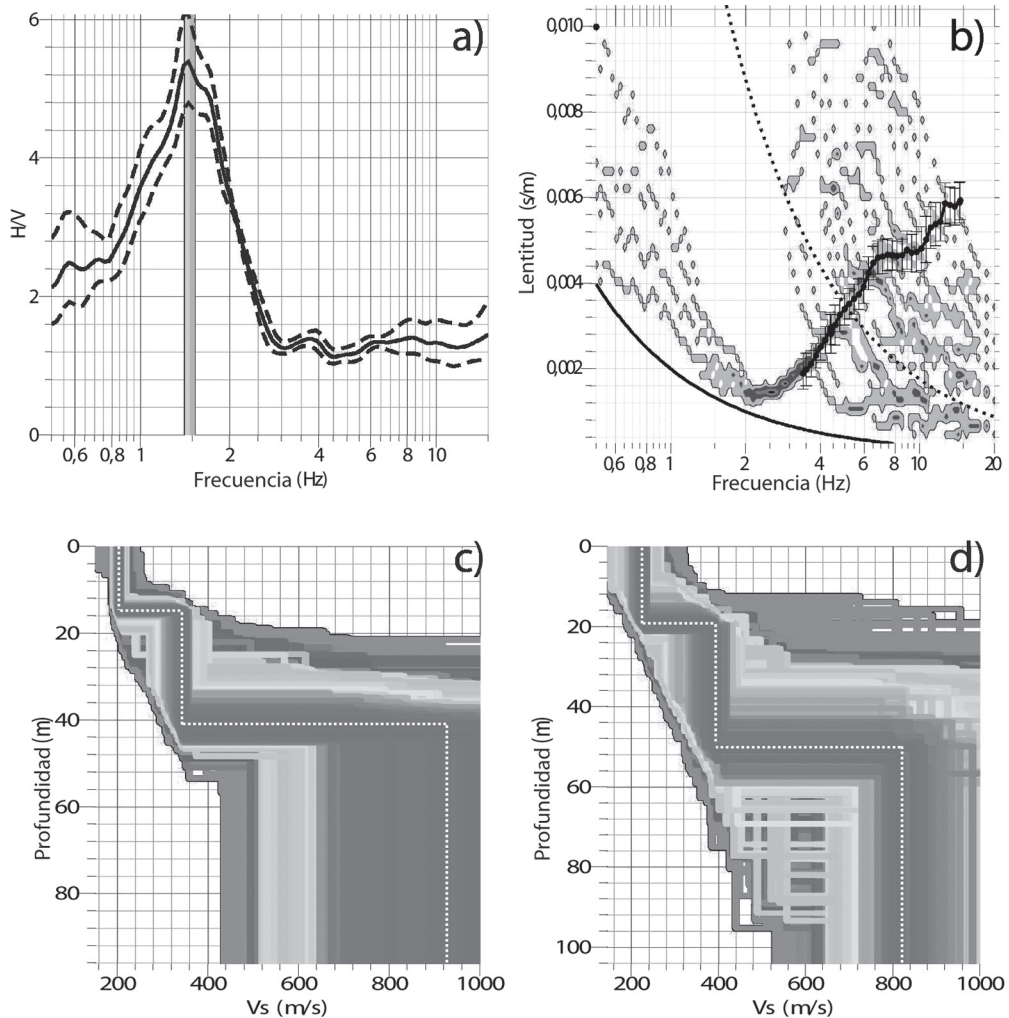 a)
H/V
6
4
2
0
0,6 0,8 1 2 4 6 8 10
Frecuencia (Hz)
b)
Lentitud (s/m)
0,010
0,008
0,006
0,004
0,002
0,6 0,8 1 2 4 6 8 10 20
Frecuencia (Hz)
c)
Profundidad (m)
0
20
40
60
80
200 400 600 800 1000
Vs (m/s)
d)
Profundidad (m)
0
20
40
60
80
100
200 400 600 800 1000
Vs (m/s)